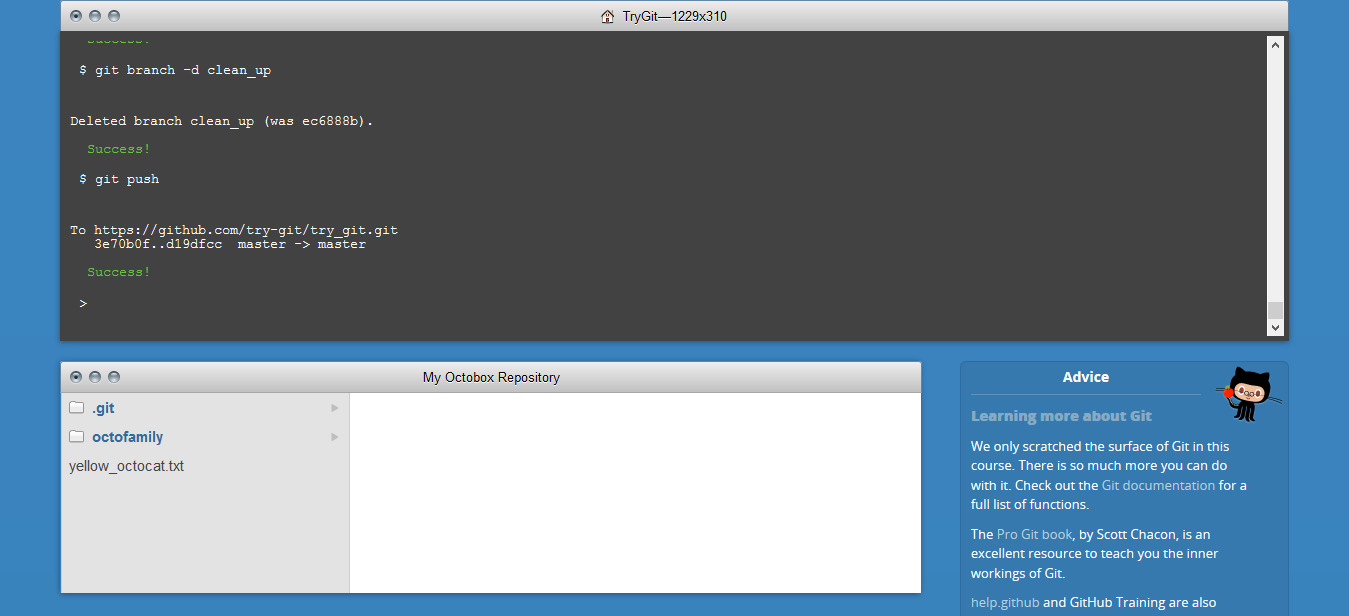 TryGit—1229x310
Success!
$ git branch -d clean_up
Deleted branch clean_up (was ec6888b).
Success!
$ git push
To https://github.com/try-git/try_git.git
3e70b0f..d19dfcc master -> master
Success!
>
My Octobox Repository
.git
octofamily
yellow_octocat.txt
Advice
Learning more about Git
We only scratched the surface of Git in this
course. There is so much more you can do
with it. Check out the Git documentation for a
full list of functions.
The Pro Git book, by Scott Chacon, is an
excellent resource to teach you the inner
workings of Git.
help.github and GitHub Training are also